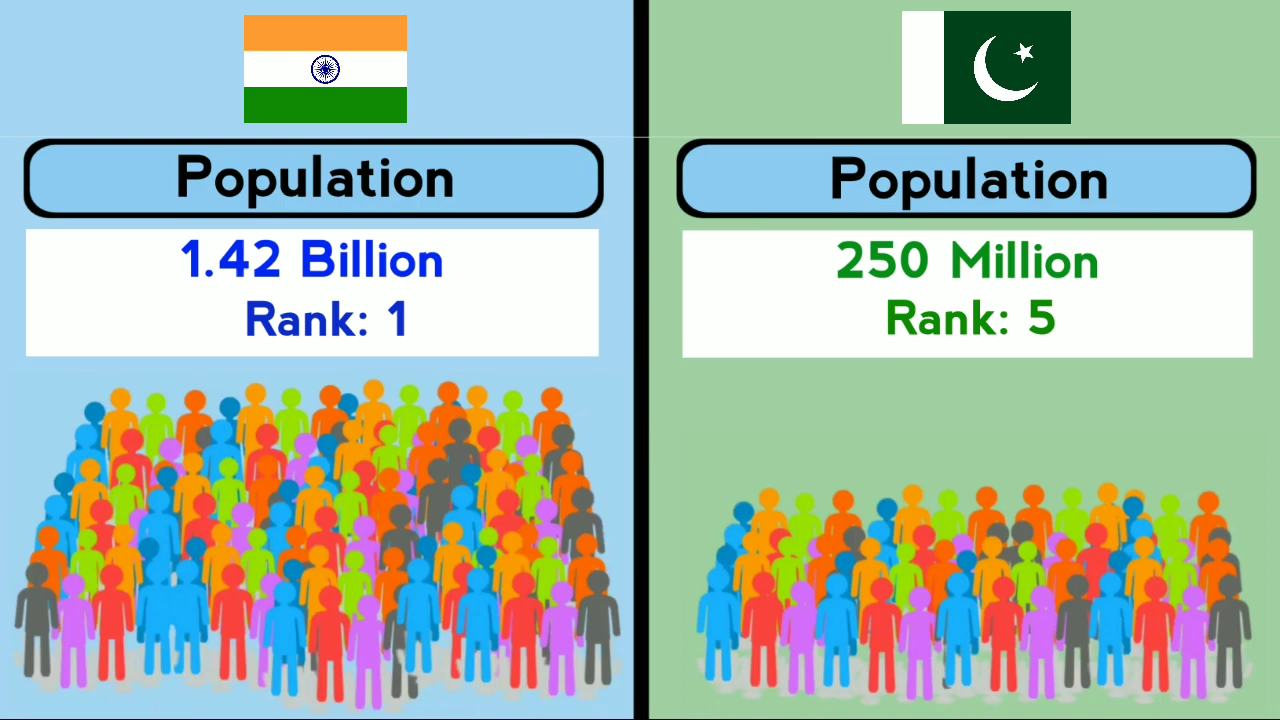 Population
1.42 Billion
Rank: 1
Population
250 Million
Rank: 5